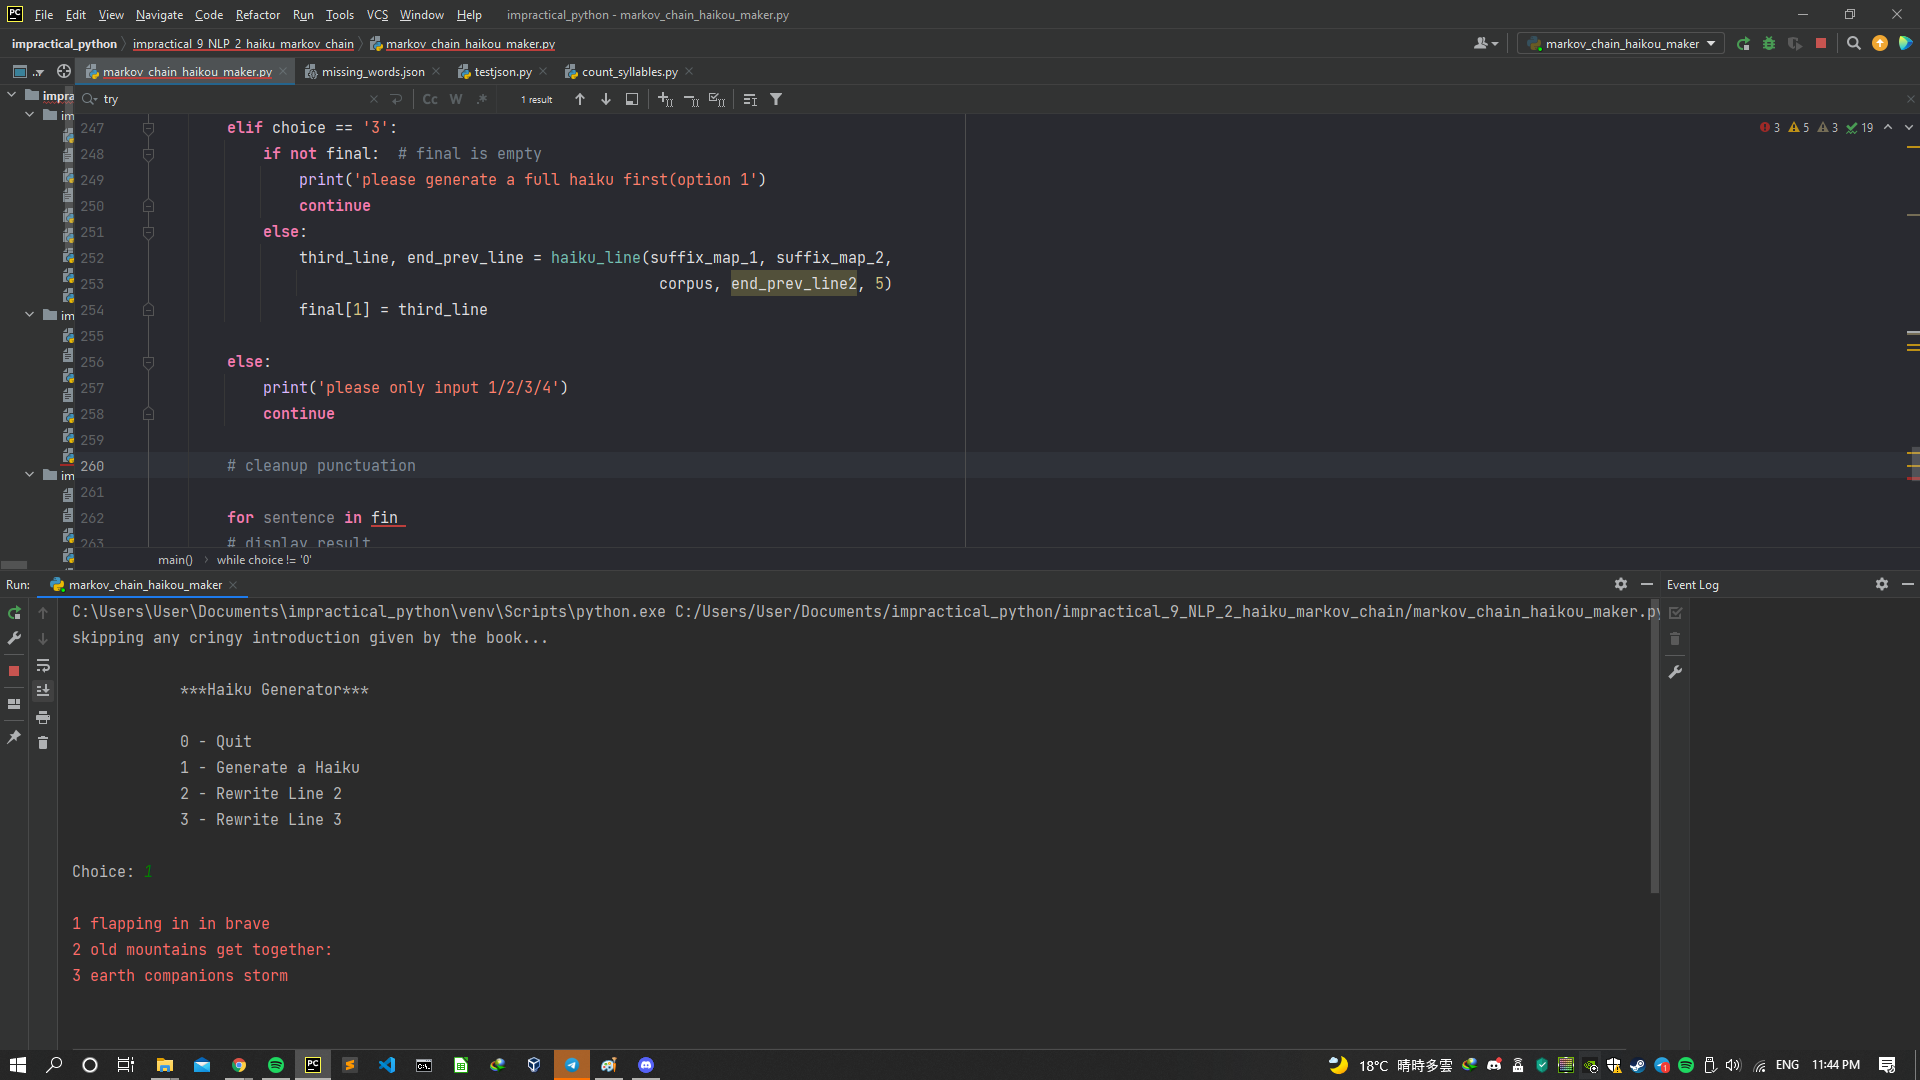 PC File Edit View Navigate Code Refactor Run Tools VCS Window Help impractical_python - markov_chain_haikou_maker.py
impractical_python impractical_9_NLP_2_haiku_markov_chain markov_chain_haikou_maker.py markov_chain_haikou_maker
markov_chain_haikou_maker.py missing_words.json testjson.py count_syllables.py
impra try Cc W .* 1 result
im
247 elif choice == '3': 3 5 3 19
248 if not final: # final is empty
249 print('please generate a full haiku first(option 1')
250 continue
251 else:
252 third_line, end_prev_line = haiku_line(suffix_map_1, suffix_map_2,
253 corpus, end_prev_line2, 5)
254 final[1] = third_line
im
255
256 else:
257 print('please only input 1/2/3/4')
258 continue
259
260 # cleanup punctuation
im
261
262 for sentence in fin
263 # display result
main() while choice != '0'
Run: markov_chain_haikou_maker Event Log
C:\Users\User\Documents\impractical_python\venv\Scripts\python.exe C:/Users/User/Documents/impractical_python/impractical_9_NLP_2_haiku_markov_chain/markov_chain_haikou_maker.py
skipping any cringy introduction given by the book...
***Haiku Generator***
0 - Quit
1 - Generate a Haiku
2 - Rewrite Line 2
3 - Rewrite Line 3
Choice: 1
1 flapping in in brave
2 old mountains get together:
3 earth companions storm
PC 18°C 晴時多雲 ENG 11:44 PM